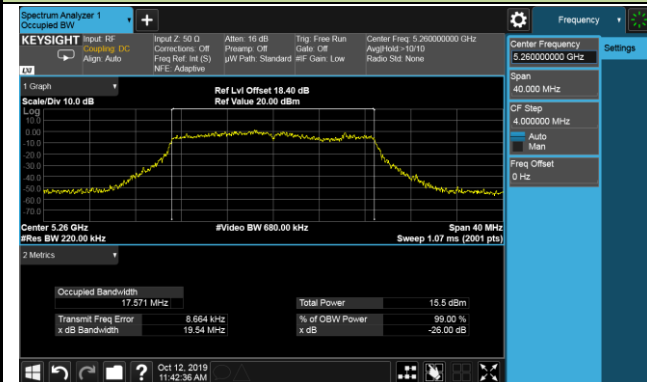 Spectrum Analyzer 1
Occupied BW
Frequency
KEYSIGHT
Input: RF
Coupling: DC
Align: Auto
Input Z: 50 Ω
Corrections: Off
Freq Ref: Int (S)
NFE: Adaptive
Atten: 16 dB
Preamp: Off
µW Path: Standard
Trig: Free Run
Gate: Off
#IF Gain: Low
Center Freq: 5.260000000 GHz
Avg|Hold:>10/10
Radio Std: None
LXI
Center Frequency
5.260000000 GHz
Settings
Span
40.000 MHz
CF Step
4.000000 MHz
Auto
Man
Freq Offset
0 Hz
1 Graph
Scale/Div 10.0 dB
Ref Lvl Offset 18.40 dB
Ref Value 20.00 dBm
Log
10.0
0.00
-10.0
-20.0
-30.0
-40.0
-50.0
-60.0
-70.0
Center 5.26 GHz
#Video BW 680.00 kHz
Span 40 MHz
#Res BW 220.00 kHz
Sweep 1.07 ms (2001 pts)
2 Metrics
Occupied Bandwidth
17.571 MHz
Total Power 15.5 dBm
Transmit Freq Error 8.664 kHz
% of OBW Power 99.00 %
x dB Bandwidth 19.54 MHz
x dB -26.00 dB
?
Oct 12, 2019
11:42:36 AM